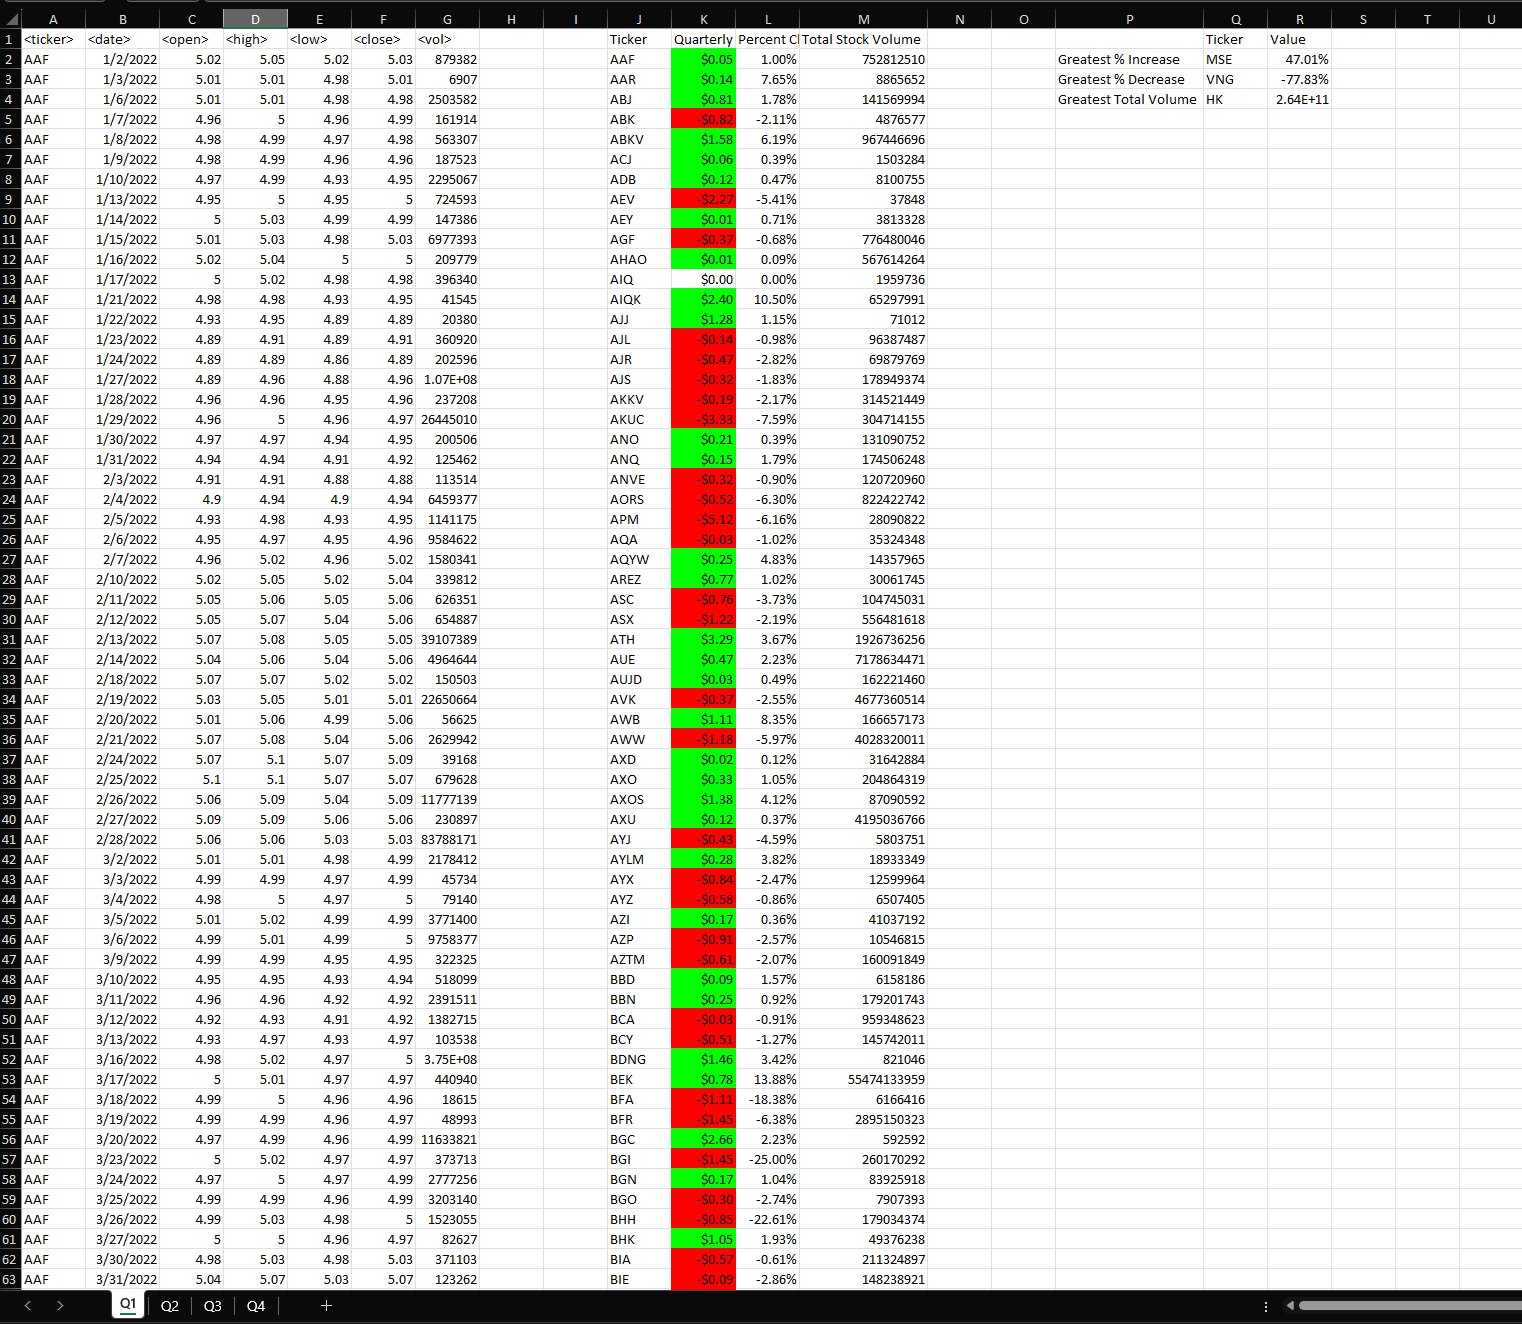 A B C D E F G H I J K L M N O P Q R S T U
1 <ticker> <date> <open> <high> <low> <close> <vol> Ticker Quarterly Percent Cl Total Stock Volume Ticker Value
2 AAF 1/2/2022 5.02 5.05 5.02 5.03 879382 AAF $0.05 1.00% 752812510 Greatest % Increase MSE 47.01%
3 AAF 1/3/2022 5.01 5.01 4.98 5.01 6907 AAR $0.14 7.65% 8865652 Greatest % Decrease VNG -77.83%
4 AAF 1/6/2022 5.01 5.01 4.98 4.98 2503582 ABJ $0.81 1.78% 141569994 Greatest Total Volume HK 2.64E+11
5 AAF 1/7/2022 4.96 5 4.96 4.99 161914 ABK -$0.82 -2.11% 4876577
6 AAF 1/8/2022 4.98 4.99 4.97 4.98 563307 ABKV $1.58 6.19% 967446696
7 AAF 1/9/2022 4.98 4.99 4.96 4.96 187523 ACJ $0.06 0.39% 1503284
8 AAF 1/10/2022 4.97 4.99 4.93 4.95 2295067 ADB $0.12 0.47% 8100755
9 AAF 1/13/2022 4.95 5 4.95 5 724593 AEV -$2.27 -5.41% 37848
10 AAF 1/14/2022 5 5.03 4.99 4.99 147386 AEY $0.01 0.71% 3813328
11 AAF 1/15/2022 5.01 5.03 4.98 5.03 6977393 AGF -$0.37 -0.68% 776480046
12 AAF 1/16/2022 5.02 5.04 5 5 209779 AHAO $0.01 0.09% 567614264
13 AAF 1/17/2022 5 5.02 4.98 4.98 396340 AIQ $0.00 0.00% 1959736
14 AAF 1/21/2022 4.98 4.98 4.93 4.95 41545 AIQK $2.40 10.50% 65297991
15 AAF 1/22/2022 4.93 4.95 4.89 4.89 20380 AJJ $1.28 1.15% 71012
16 AAF 1/23/2022 4.89 4.91 4.89 4.91 360920 AJL -$0.14 -0.98% 96387487
17 AAF 1/24/2022 4.89 4.89 4.86 4.89 202596 AJR -$0.47 -2.82% 69879769
18 AAF 1/27/2022 4.89 4.96 4.88 4.96 1.07E+08 AJS -$0.32 -1.83% 178949374
19 AAF 1/28/2022 4.96 4.96 4.95 4.96 237208 AKKV -$0.19 -2.17% 314521449
20 AAF 1/29/2022 4.96 5 4.96 4.97 26445010 AKUC -$3.33 -7.59% 304714155
21 AAF 1/30/2022 4.97 4.97 4.94 4.95 200506 ANO $0.21 0.39% 131090752
22 AAF 1/31/2022 4.94 4.94 4.91 4.92 125462 ANQ $0.15 1.79% 174506248
23 AAF 2/3/2022 4.91 4.91 4.88 4.88 113514 ANVE -$0.32 -0.90% 120720960
24 AAF 2/4/2022 4.9 4.94 4.9 4.94 6459377 AORS -$0.52 -6.30% 822422742
25 AAF 2/5/2022 4.93 4.98 4.93 4.95 1141175 APM -$5.12 -6.16% 28090822
26 AAF 2/6/2022 4.95 4.97 4.95 4.96 9584622 AQA -$0.03 -1.02% 35324348
27 AAF 2/7/2022 4.96 5.02 4.96 5.02 1580341 AQYW $0.25 4.83% 14357965
28 AAF 2/10/2022 5.02 5.05 5.02 5.04 339812 AREZ $0.77 1.02% 30061745
29 AAF 2/11/2022 5.05 5.06 5.05 5.06 626351 ASC -$0.76 -3.73% 104745031
30 AAF 2/12/2022 5.05 5.07 5.04 5.06 654887 ASX -$1.22 -2.19% 556481618
31 AAF 2/13/2022 5.07 5.08 5.05 5.05 39107389 ATH $3.29 3.67% 1926736256
32 AAF 2/14/2022 5.04 5.06 5.04 5.06 4964644 AUE $0.47 2.23% 7178634471
33 AAF 2/18/2022 5.07 5.07 5.02 5.02 150503 AUJD $0.03 0.49% 162221460
34 AAF 2/19/2022 5.03 5.05 5.01 5.01 22650664 AVK -$0.37 -2.55% 4677360514
35 AAF 2/20/2022 5.01 5.06 4.99 5.06 56625 AWB $1.11 8.35% 166657173
36 AAF 2/21/2022 5.07 5.08 5.04 5.06 2629942 AWW -$1.18 -5.97% 4028320011
37 AAF 2/24/2022 5.07 5.1 5.07 5.09 39168 AXD $0.02 0.12% 31642884
38 AAF 2/25/2022 5.1 5.1 5.07 5.07 679628 AXO $0.33 1.05% 204864319
39 AAF 2/26/2022 5.06 5.09 5.04 5.09 11777139 AXOS $1.38 4.12% 87090592
40 AAF 2/27/2022 5.09 5.09 5.06 5.06 230897 AXU $0.12 0.37% 4195036766
41 AAF 2/28/2022 5.06 5.06 5.03 5.03 83788171 AYJ -$0.43 -4.59% 5803751
42 AAF 3/2/2022 5.01 5.01 4.98 4.99 2178412 AYLM $0.28 3.82% 18933349
43 AAF 3/3/2022 4.99 4.99 4.97 4.99 45734 AYX -$0.84 -2.47% 12599964
44 AAF 3/4/2022 4.98 5 4.97 5 79140 AYZ -$0.58 -0.86% 6507405
45 AAF 3/5/2022 5.01 5.02 4.99 4.99 3771400 AZI $0.17 0.36% 41037192
46 AAF 3/6/2022 4.99 5.01 4.99 5 9758377 AZP -$0.91 -2.57% 10546815
47 AAF 3/9/2022 4.99 4.99 4.95 4.95 322325 AZTM -$0.61 -2.07% 160091849
48 AAF 3/10/2022 4.95 4.95 4.93 4.94 518099 BBD $0.09 1.57% 6158186
49 AAF 3/11/2022 4.96 4.96 4.92 4.92 2391511 BBN $0.25 0.92% 179201743
50 AAF 3/12/2022 4.92 4.93 4.91 4.92 1382715 BCA -$0.03 -0.91% 959348623
51 AAF 3/13/2022 4.93 4.97 4.93 4.97 103538 BCY -$0.51 -1.27% 145742011
52 AAF 3/16/2022 4.98 5.02 4.97 5 3.75E+08 BDNG $1.46 3.42% 821046
53 AAF 3/17/2022 5 5.01 4.97 4.97 440940 BEK $0.78 13.88% 55474133959
54 AAF 3/18/2022 4.99 5 4.96 4.96 18615 BFA -$1.11 -18.38% 6166416
55 AAF 3/19/2022 4.99 4.99 4.96 4.97 48993 BFR -$1.45 -6.38% 2895150323
56 AAF 3/20/2022 4.97 4.99 4.96 4.99 11633821 BGC $2.66 2.23% 592592
57 AAF 3/23/2022 5 5.02 4.97 4.97 373713 BGI -$1.45 -25.00% 260170292
58 AAF 3/24/2022 4.97 5 4.97 4.99 2777256 BGN $0.17 1.04% 83925918
59 AAF 3/25/2022 4.99 4.99 4.96 4.99 3203140 BGO -$0.30 -2.74% 7907393
60 AAF 3/26/2022 4.99 5.03 4.98 5 1523055 BHH -$0.85 -22.61% 179034374
61 AAF 3/27/2022 5 5 4.96 4.97 82627 BHK $1.05 1.93% 49376238
62 AAF 3/30/2022 4.98 5.03 4.98 5.03 371103 BIA -$0.57 -0.61% 211324897
63 AAF 3/31/2022 5.04 5.07 5.03 5.07 123262 BIE -$0.09 -2.86% 148238921
Q1 Q2 Q3 Q4